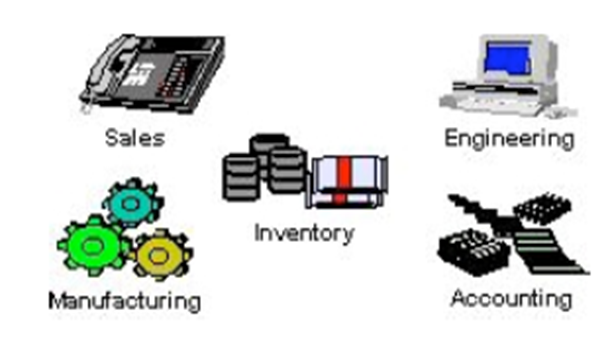 Sales
Engineering
Inventory
Manufacturing
Accounting